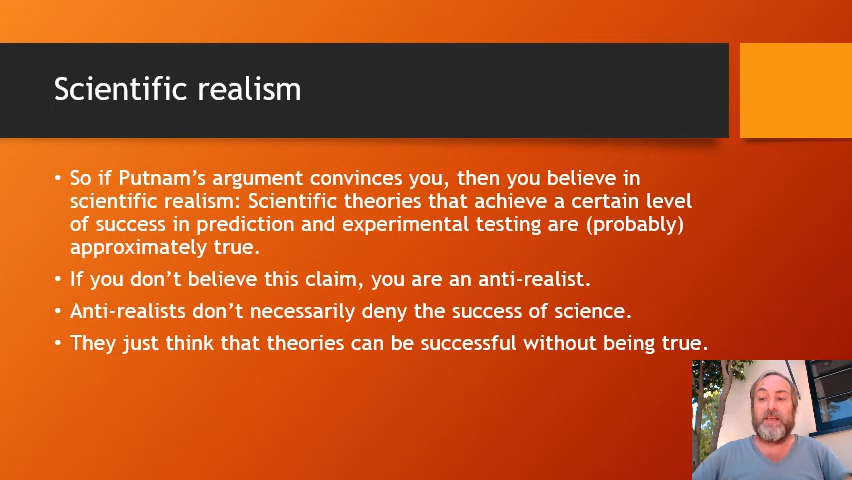 Scientific realism
• So if Putnam's argument convinces you, then you believe in
scientific realism: Scientific theories that achieve a certain level
of success in prediction and experimental testing are (probably)
approximately true.
• If you don't believe this claim, you are an anti-realist.
• Anti-realists don't necessarily deny the success of science.
• They just think that theories can be successful without being true.